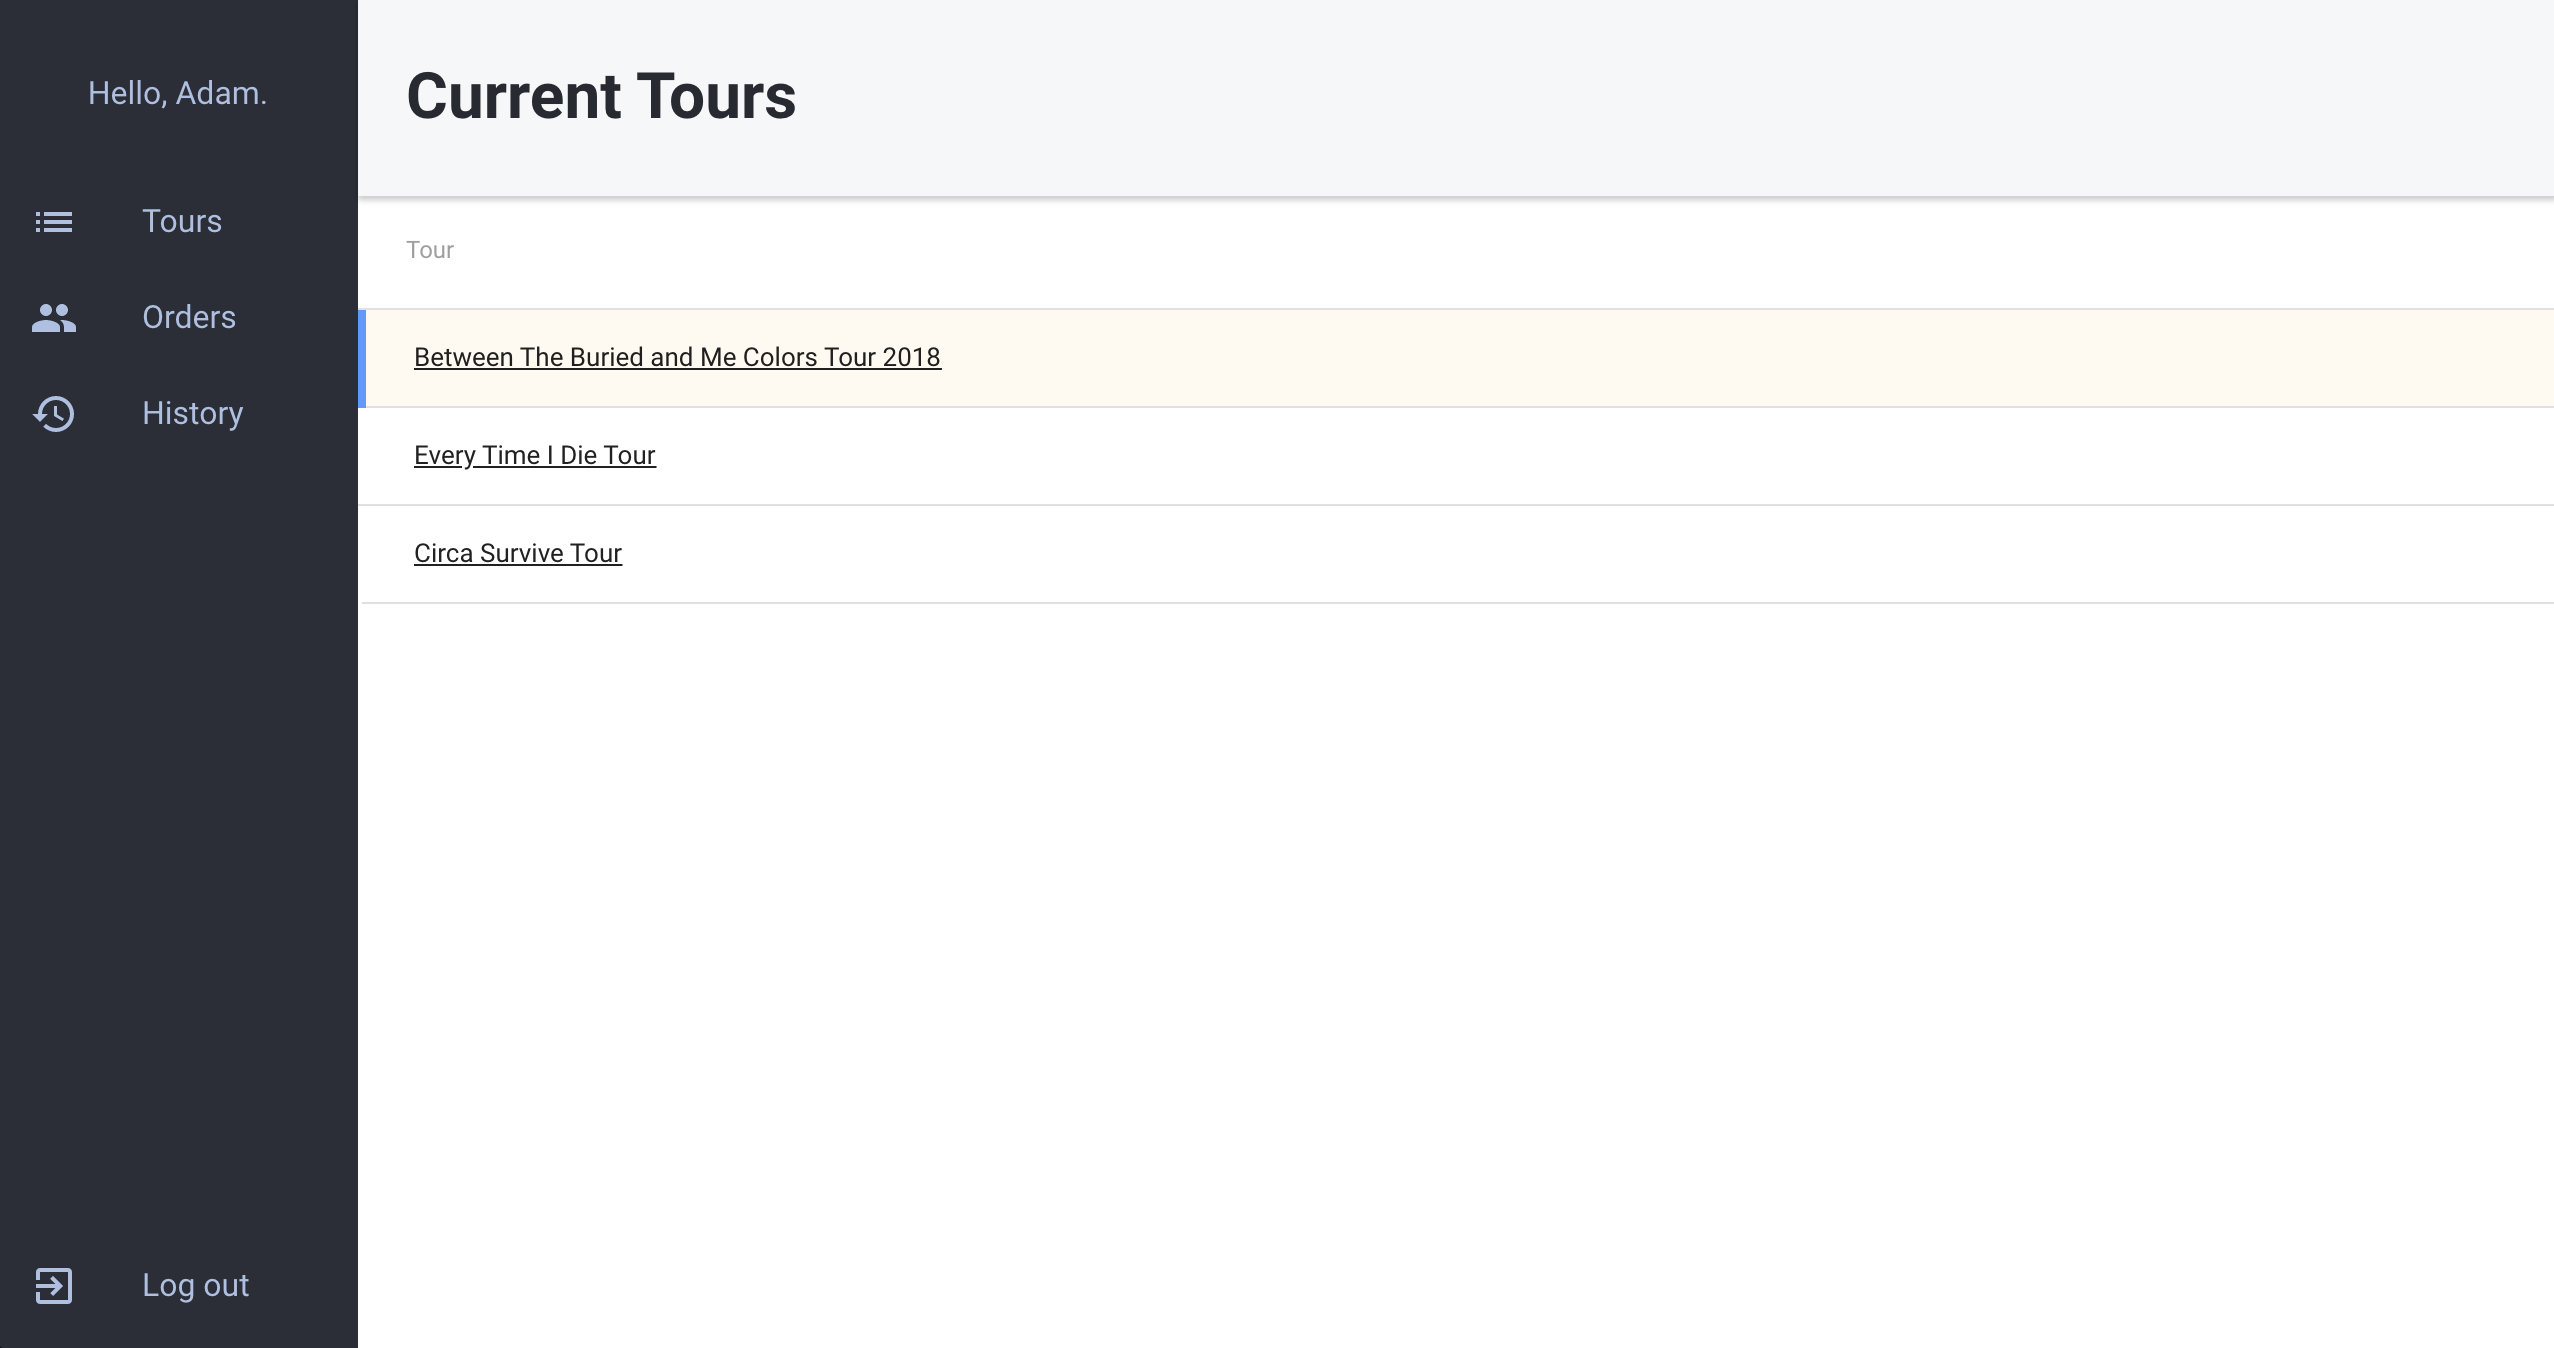 Hello, Adam.
Tours
Orders
History
Log out
Current Tours
Tour
Between The Buried and Me Colors Tour 2018
Every Time I Die Tour
Circa Survive Tour